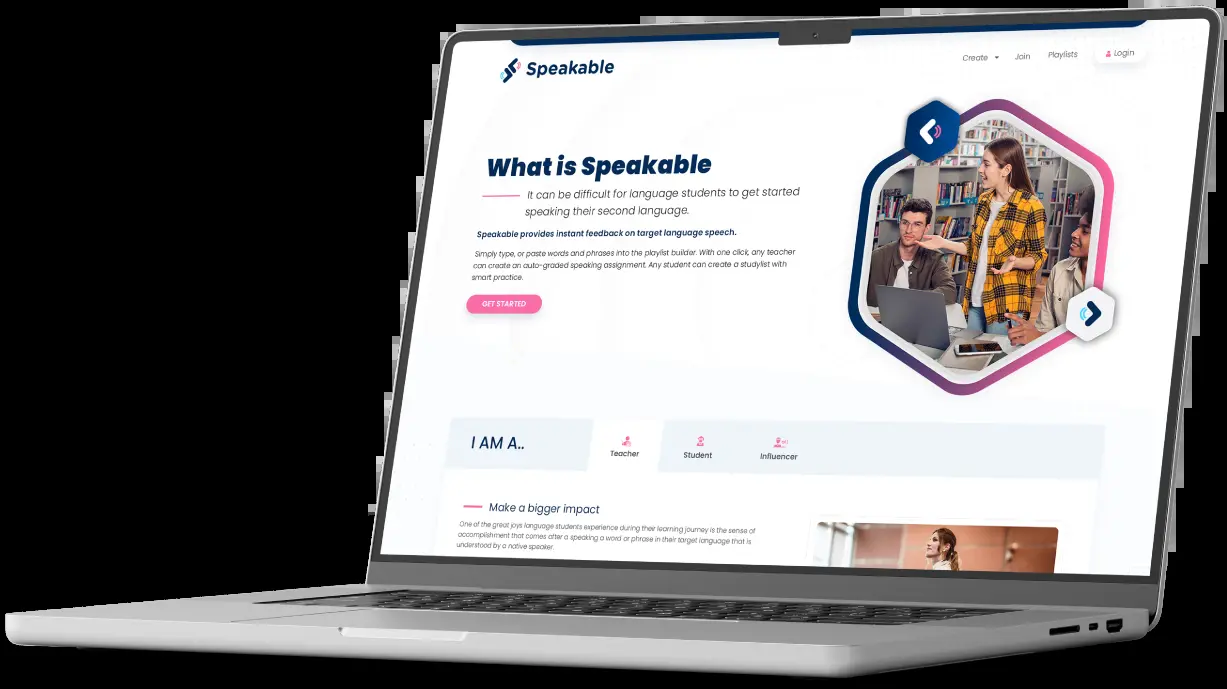 Speakable
Create
Join
Playlists
Login
What is Speakable
It can be difficult for language students to get started
speaking their second language.
Speakable provides instant feedback on target language speech.
Simply type, or paste words and phrases into the playlist builder. With one click, any teacher
can create an auto-graded speaking assignment. Any student can create a studylist with
smart practice.
GET STARTED
I AM A..
Teacher
Student
Influencer
Make a bigger impact
One of the great joys language students experience during their learning journey is the sense of
accomplishment that comes after a speaking a word or phrase in their target language that is
understood by a native speaker.